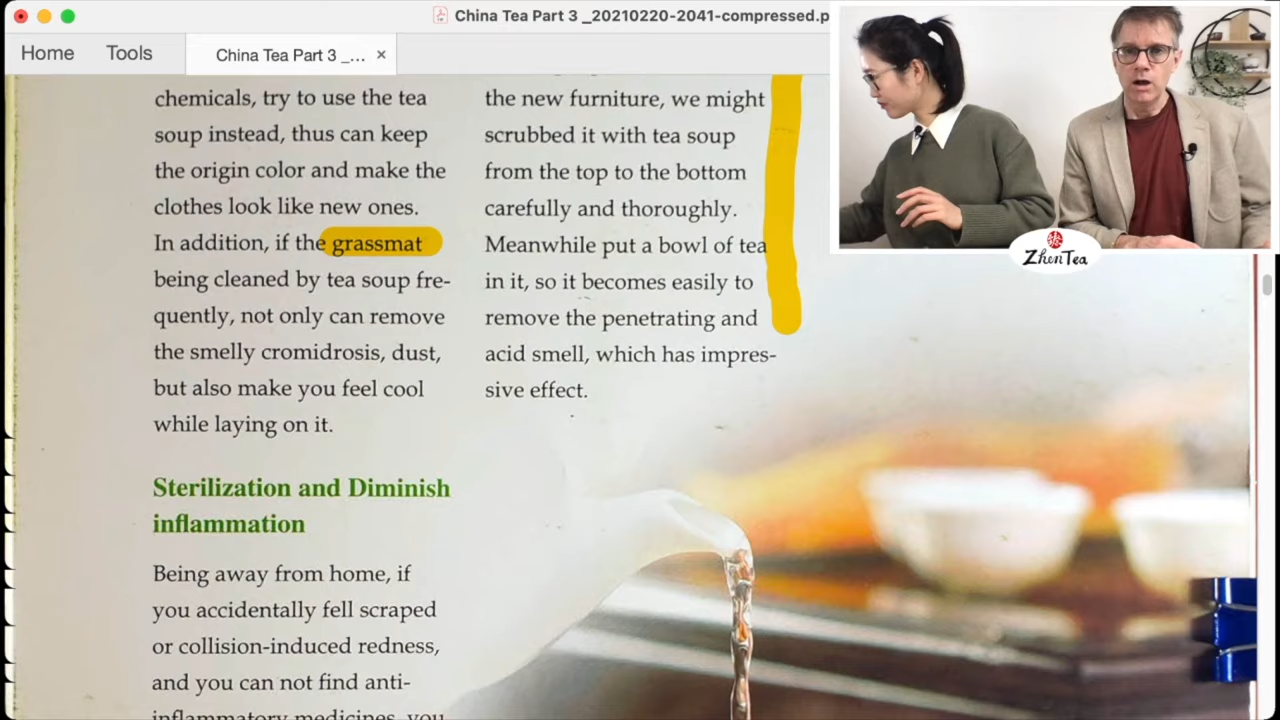 China Tea Part 3 _20210220-2041-compressed.p
Home
Tools
China Tea Part 3 _... ×
chemicals, try to use the tea
soup instead, thus can keep
the origin color and make the
clothes look like new ones.
In addition, if the grassmat
being cleaned by tea soup fre-
quently, not only can remove
the smelly cromidrosis, dust,
but also make you feel cool
while laying on it.
Sterilization and Diminish
inflammation
Being away from home, if
you accidentally fell scraped
or collision-induced redness,
and you can not find anti-
inflammatory medicines, you
the new furniture, we might
scrubbed it with tea soup
from the top to the bottom
carefully and thoroughly.
Meanwhile put a bowl of tea
in it, so it becomes easily to
remove the penetrating and
acid smell, which has impres-
sive effect.
ZhenTea